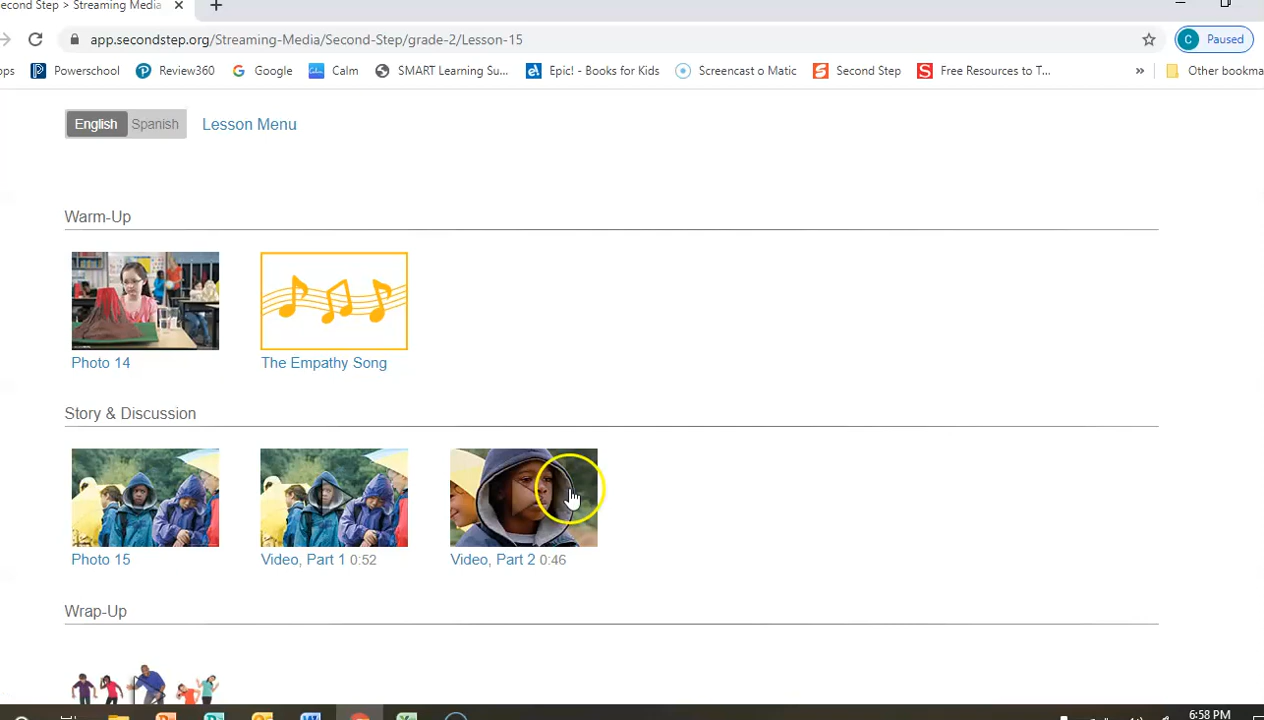 econd Step > Streaming Media
app.secondstep.org/Streaming-Media/Second-Step/grade-2/Lesson-15
C Paused
ps Powerschool Review360 Google Calm SMART Learning Su... Epic! - Books for Kids Screencast o Matic Second Step Free Resources to T... » Other bookma
English Spanish Lesson Menu
Warm-Up
Photo 14 The Empathy Song
Story & Discussion
Photo 15 Video, Part 1 0:52 Video, Part 2 0:46
Wrap-Up
6:58 PM